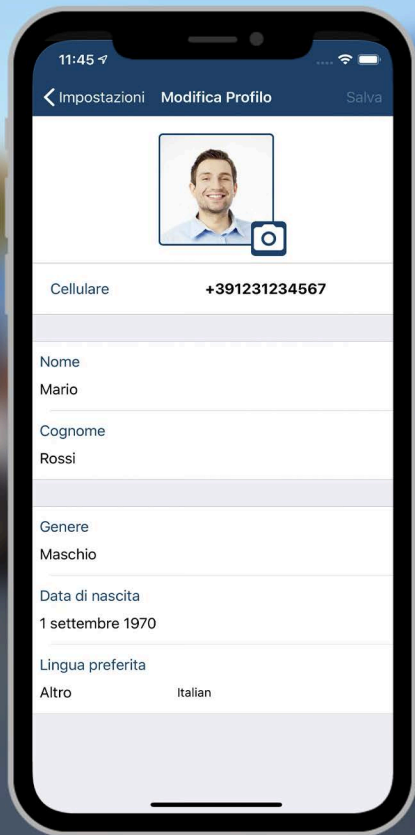 11:45
Impostazioni Modifica Profilo Salva
Cellulare +391231234567
Nome
Mario
Cognome
Rossi
Genere
Maschio
Data di nascita
1 settembre 1970
Lingua preferita
Altro Italian